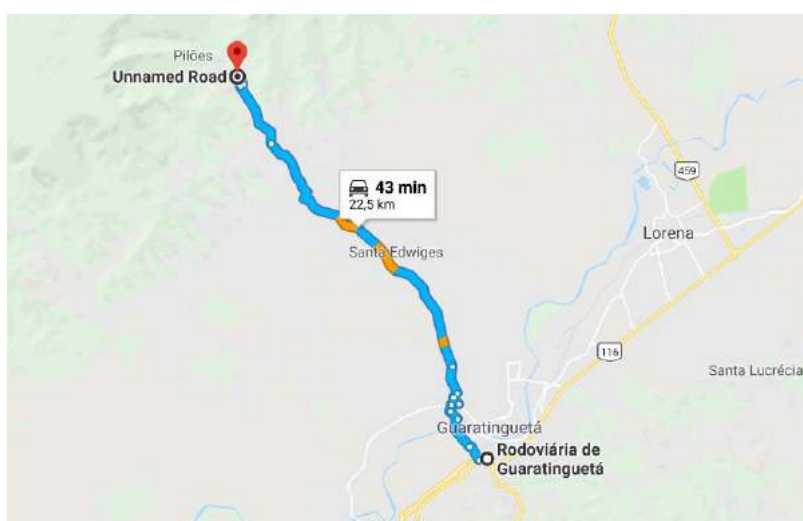 Pilões
Unnamed Road
43 min
22,5 km
459
Lorena
Santa Edwiges
116
Santa Lucrécia
Guaratinguetá
Rodoviária de
Guaratinguetá